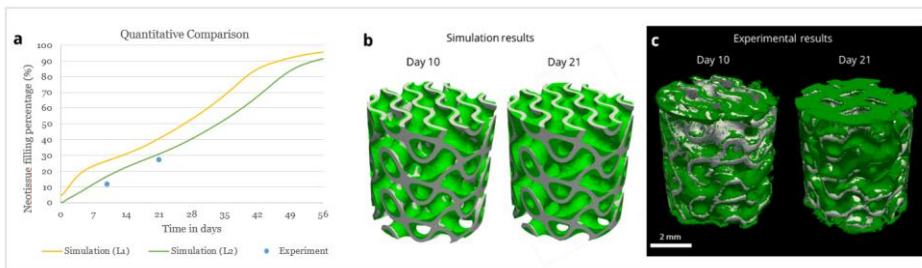 a
Quantitative Comparison
Neotissue filling percentage (%)
100
90
80
70
60
50
40
30
20
10
0
0 7 14 21 28 35 42 49 56
Time in days
Simulation (L1) Simulation (L2) Experiment
b
Simulation results
Day 10 Day 21
c
Experimental results
Day 10 Day 21
2 mm